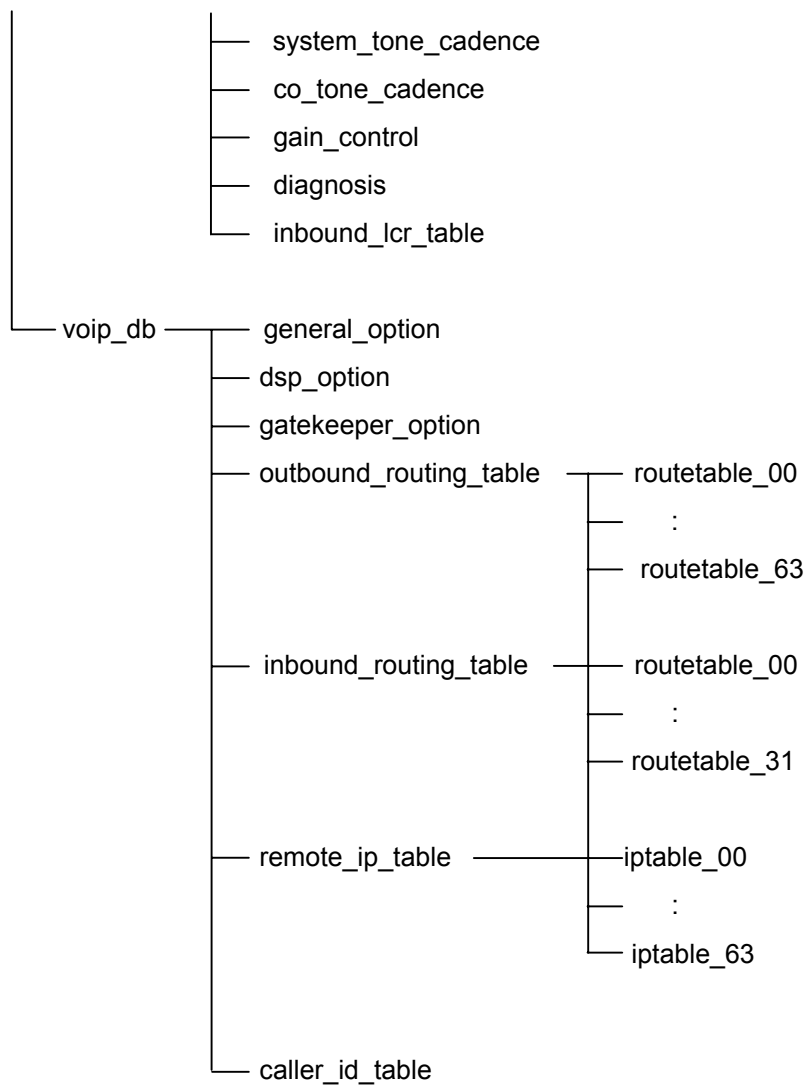 system_tone_cadence
co_tone_cadence
gain_control
diagnosis
inbound_lcr_table
voip_db general_option
dsp_option
gatekeeper_option
outbound_routing_table routetable_00
:
routetable_63
inbound_routing_table routetable_00
:
routetable_31
remote_ip_table iptable_00
:
iptable_63
caller_id_table